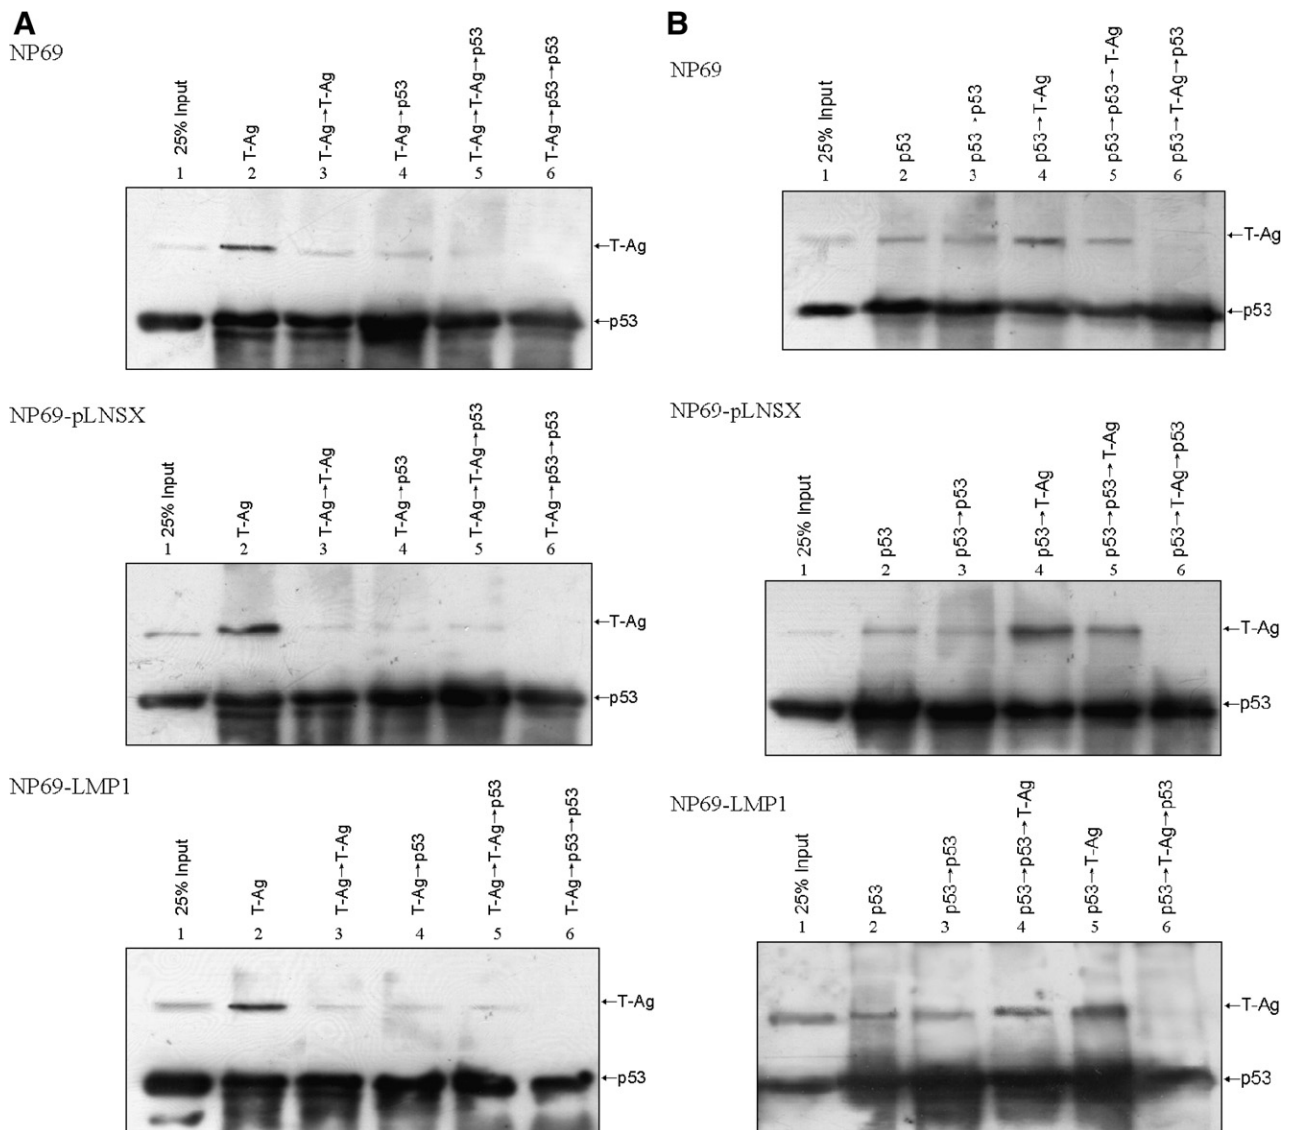 A
NP69
1 25% Input
2 T-Ag
3 T-Ag→T-Ag
4 T-Ag→p53
5 T-Ag→T-Ag→p53
6 T-Ag→p53→p53
←T-Ag
←p53
NP69-pLNSX
1 25% Input
2 T-Ag
3 T-Ag→T-Ag
4 T-Ag→p53
5 T-Ag→T-Ag→p53
6 T-Ag→p53→p53
←T-Ag
←p53
NP69-LMP1
1 25% Input
2 T-Ag
3 T-Ag→T-Ag
4 T-Ag→p53
5 T-Ag→T-Ag→p53
6 T-Ag→p53→p53
←T-Ag
←p53
B
NP69
1 25% Input
2 p53
3 p53 → p53
4 p53→T-Ag
5 p53→p53→T-Ag
6 p53→T-Ag→p53
←T-Ag
←p53
NP69-pLNSX
1 25% Input
2 p53
3 p53→p53
4 p53→T-Ag
5 p53→p53→T-Ag
6 p53→T-Ag→p53
←T-Ag
←p53
NP69-LMP1
1 25% Input
2 p53
3 p53→p53
4 p53→p53→T-Ag
5 p53→T-Ag
6 p53→T-Ag→p53
←T-Ag
←p53